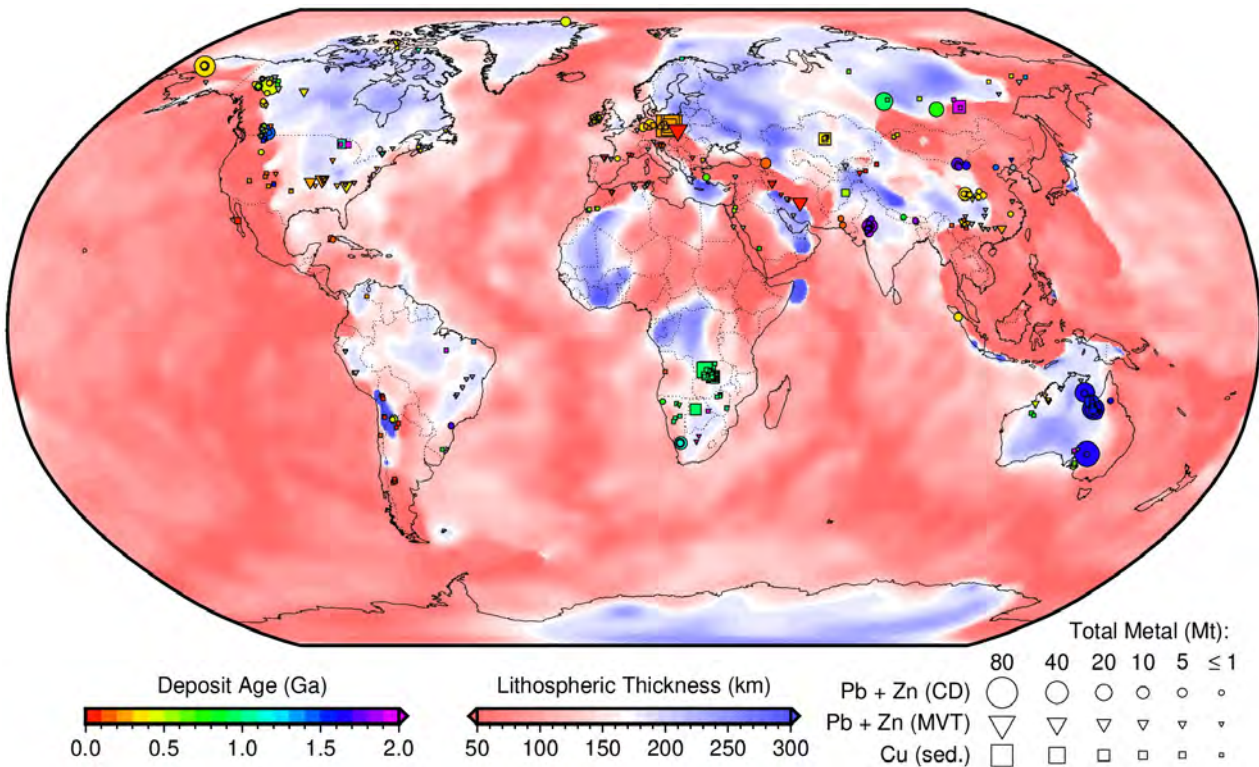 Total Metal (Mt):
Deposit Age (Ga)
Lithospheric Thickness (km)
80 40 20 10 5 ≤ 1
Pb + Zn (CD)
Pb + Zn (MVT)
Cu (sed.)
0.0 0.5 1.0 1.5 2.0
50 100 150 200 250 300